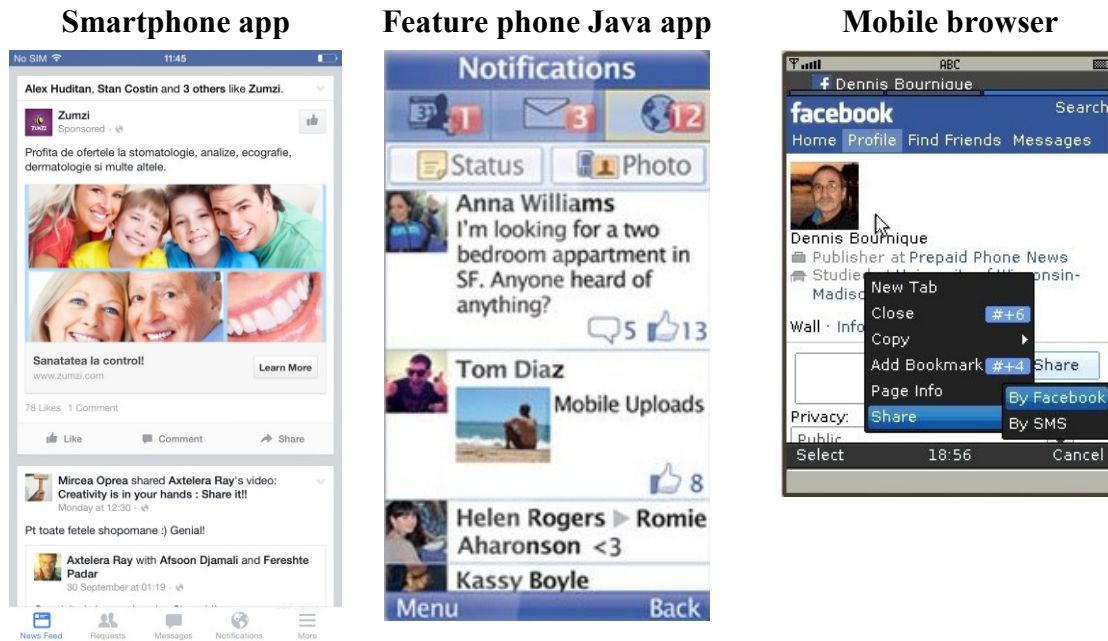 Smartphone app
Feature phone Java app
Mobile browser
No SIM
11:45
Alex Huditan, Stan Costin and 3 others like Zumzi.
Zumzi
Sponsored ·
Profita de ofertele la stomatologie, analize, ecografie,
dermatologie si multe altele.
Sanatatea la control!
www.zumzi.com
Learn More
78 Likes 1 Comment
Like Comment Share
Mircea Oprea shared Axtelera Ray's video:
Creativity is in your hands : Share it!!
Monday at 12:30 ·
Pt toate fetele shopomane :) Genial!
Axtelera Ray with Afsoon Djamali and Fereshte
Padar
30 September at 01:19 ·
News Feed Requests Messages Notifications More
Notifications
31 1 3 12
Status Photo
Anna Williams
I'm looking for a two
bedroom appartment in
SF. Anyone heard of
anything?
5 13
Tom Diaz
Mobile Uploads
8
Helen Rogers ▶ Romie
Aharonson <3
Kassy Boyle
Menu Back
ABC
f Dennis Bournique
facebook Search
Home Profile Find Friends Messages
Dennis Bournique
Publisher at Prepaid Phone News
Wall · Info
New Tab
Close #+6
Copy
Add Bookmark #+4
Page Info
Share
Share
By Facebook
By SMS
Privacy:
Public
Select 18:56 Cancel